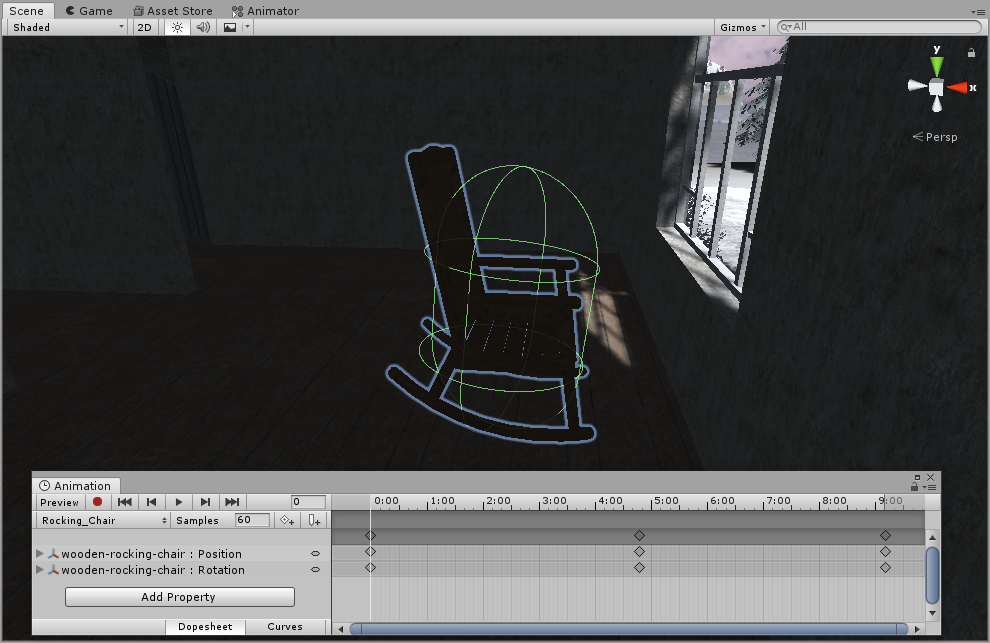 Scene Game Asset Store Animator
Shaded 2D Gizmos All
y
x
Persp
Animation
Preview 0 0:00 1:00 2:00 3:00 4:00 5:00 6:00 7:00 8:00 9:00
Rocking_Chair Samples 60
wooden-rocking-chair : Position
wooden-rocking-chair : Rotation
Add Property
Dopesheet Curves